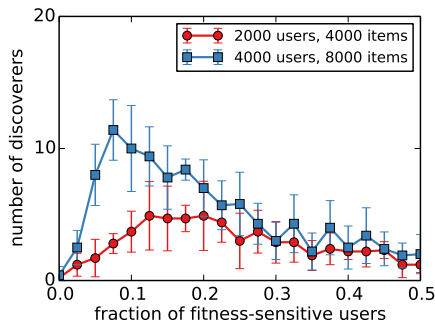 20
2000 users, 4000 items
4000 users, 8000 items
number of discoverers
10
0
0.0 0.1 0.2 0.3 0.4 0.5
fraction of fitness-sensitive users